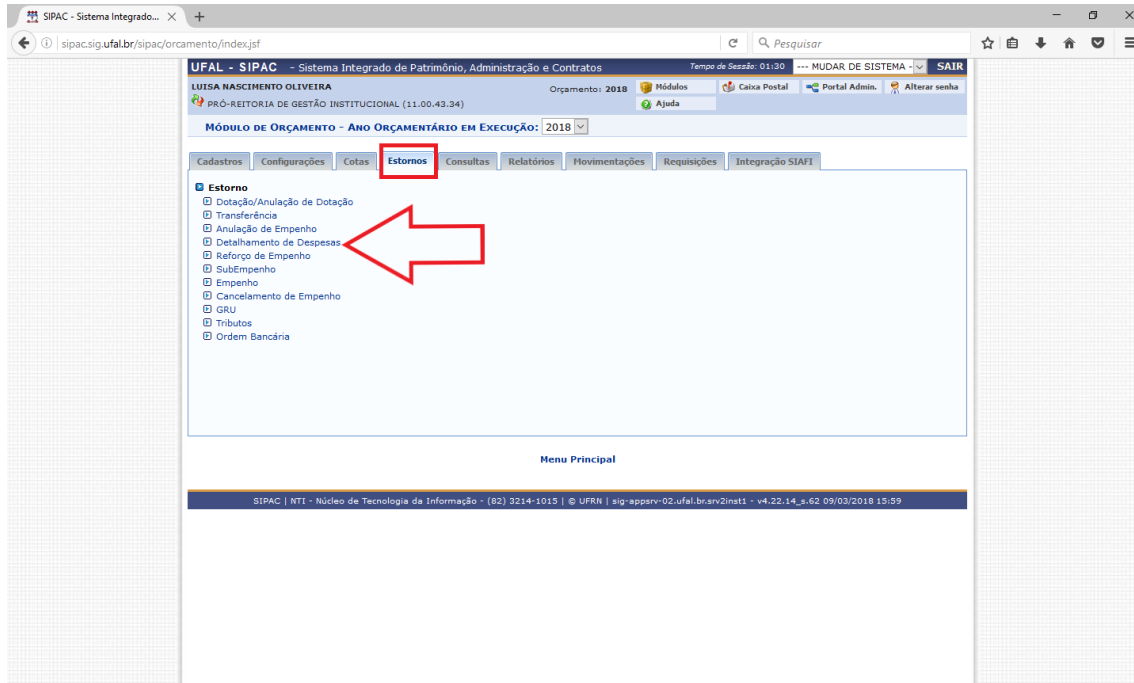 SIPAC - Sistema Integrado...
sipac.sig.ufal.br/sipac/orcamento/index.jsf
Pesquisar
UFAL - SIPAC - Sistema Integrado de Patrimônio, Administração e Contratos Tempo de Sessão: 01:30 --- MUDAR DE SISTEMA - SAIR
LUISA NASCIMENTO OLIVEIRA Orçamento: 2018 Módulos Caixa Postal Portal Admin. Alterar senha
PRÓ-REITORIA DE GESTÃO INSTITUCIONAL (11.00.43.34) Ajuda
MÓDULO DE ORÇAMENTO - ANO ORÇAMENTÁRIO EM EXECUÇÃO: 2018
Cadastros Configurações Cotas Estornos Consultas Relatórios Movimentações Requisições Integração SIAFI
Estorno
Dotação/Anulação de Dotação
Transferência
Anulação de Empenho
Detalhamento de Despesas
Reforço de Empenho
SubEmpenho
Empenho
Cancelamento de Empenho
GRU
Tributos
Ordem Bancária
Menu Principal
SIPAC | NTI - Núcleo de Tecnologia da Informação - (82) 3214-1015 | © UFRN | sig-appsrv-02.ufal.br.srv2inst1 - v4.22.14_s.62 09/03/2018 15:59